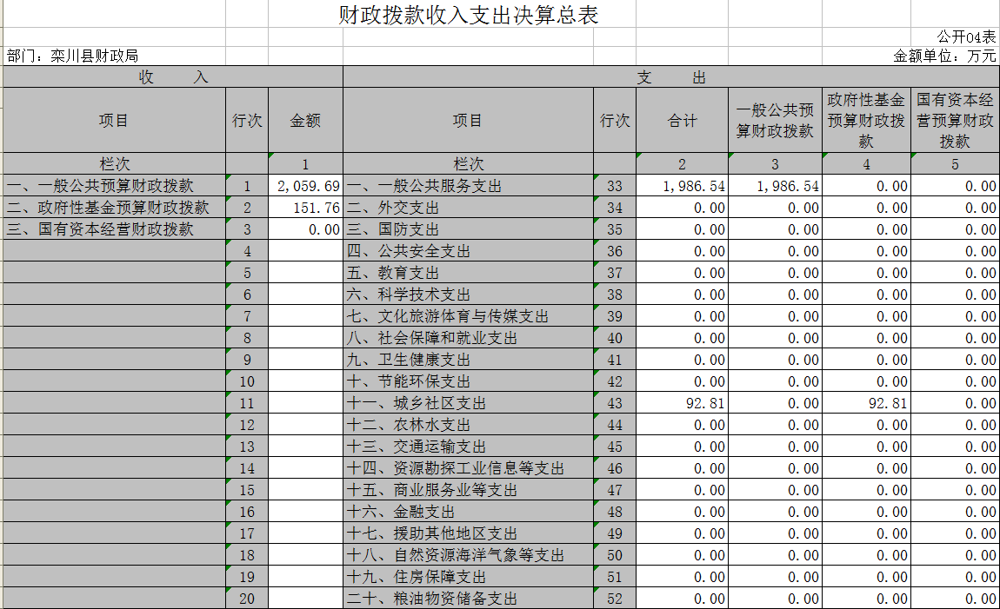 财政拨款收入支出决算总表
公开04表
部门：栾川县财政局 金额单位：万元
收 入 支 出
项目 行次 金额 项目 行次 合计 一般公共预算财政拨款 政府性基金预算财政拨款 国有资本经营预算财政拨款
栏次 1 栏次 2 3 4 5
一、一般公共预算财政拨款 1 2,059.69 一、一般公共服务支出 33 1,986.54 1,986.54 0.00 0.00
二、政府性基金预算财政拨款 2 151.76 二、外交支出 34 0.00 0.00 0.00 0.00
三、国有资本经营财政拨款 3 0.00 三、国防支出 35 0.00 0.00 0.00 0.00
4 四、公共安全支出 36 0.00 0.00 0.00 0.00
5 五、教育支出 37 0.00 0.00 0.00 0.00
6 六、科学技术支出 38 0.00 0.00 0.00 0.00
7 七、文化旅游体育与传媒支出 39 0.00 0.00 0.00 0.00
8 八、社会保障和就业支出 40 0.00 0.00 0.00 0.00
9 九、卫生健康支出 41 0.00 0.00 0.00 0.00
10 十、节能环保支出 42 0.00 0.00 0.00 0.00
11 十一、城乡社区支出 43 92.81 0.00 92.81 0.00
12 十二、农林水支出 44 0.00 0.00 0.00 0.00
13 十三、交通运输支出 45 0.00 0.00 0.00 0.00
14 十四、资源勘探工业信息等支出 46 0.00 0.00 0.00 0.00
15 十五、商业服务业等支出 47 0.00 0.00 0.00 0.00
16 十六、金融支出 48 0.00 0.00 0.00 0.00
17 十七、援助其他地区支出 49 0.00 0.00 0.00 0.00
18 十八、自然资源海洋气象等支出 50 0.00 0.00 0.00 0.00
19 十九、住房保障支出 51 0.00 0.00 0.00 0.00
20 二十、粮油物资储备支出 52 0.00 0.00 0.00 0.00